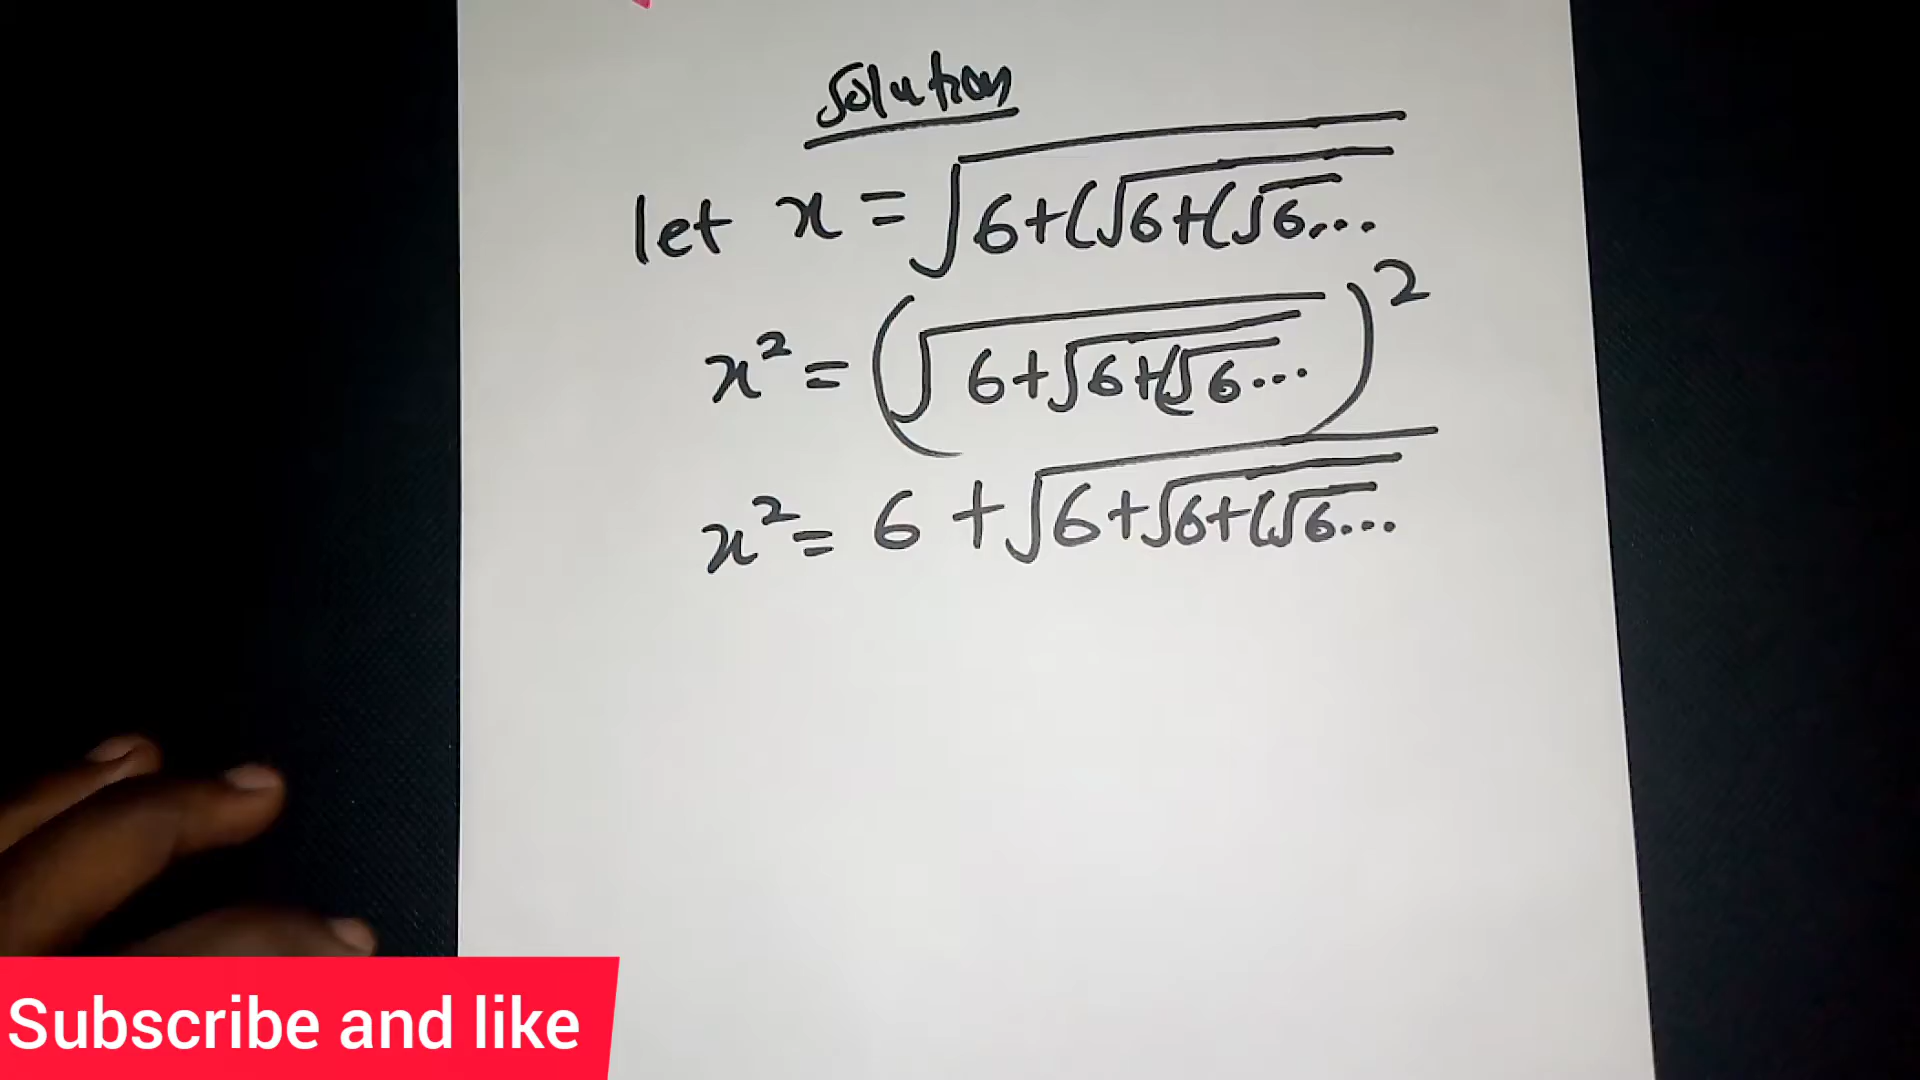 Solution
let x = √6+(√6+(√6...
x² = (√6+√6+(√6...)²
x² = 6 + √6+√6+(√6...
Subscribe and like